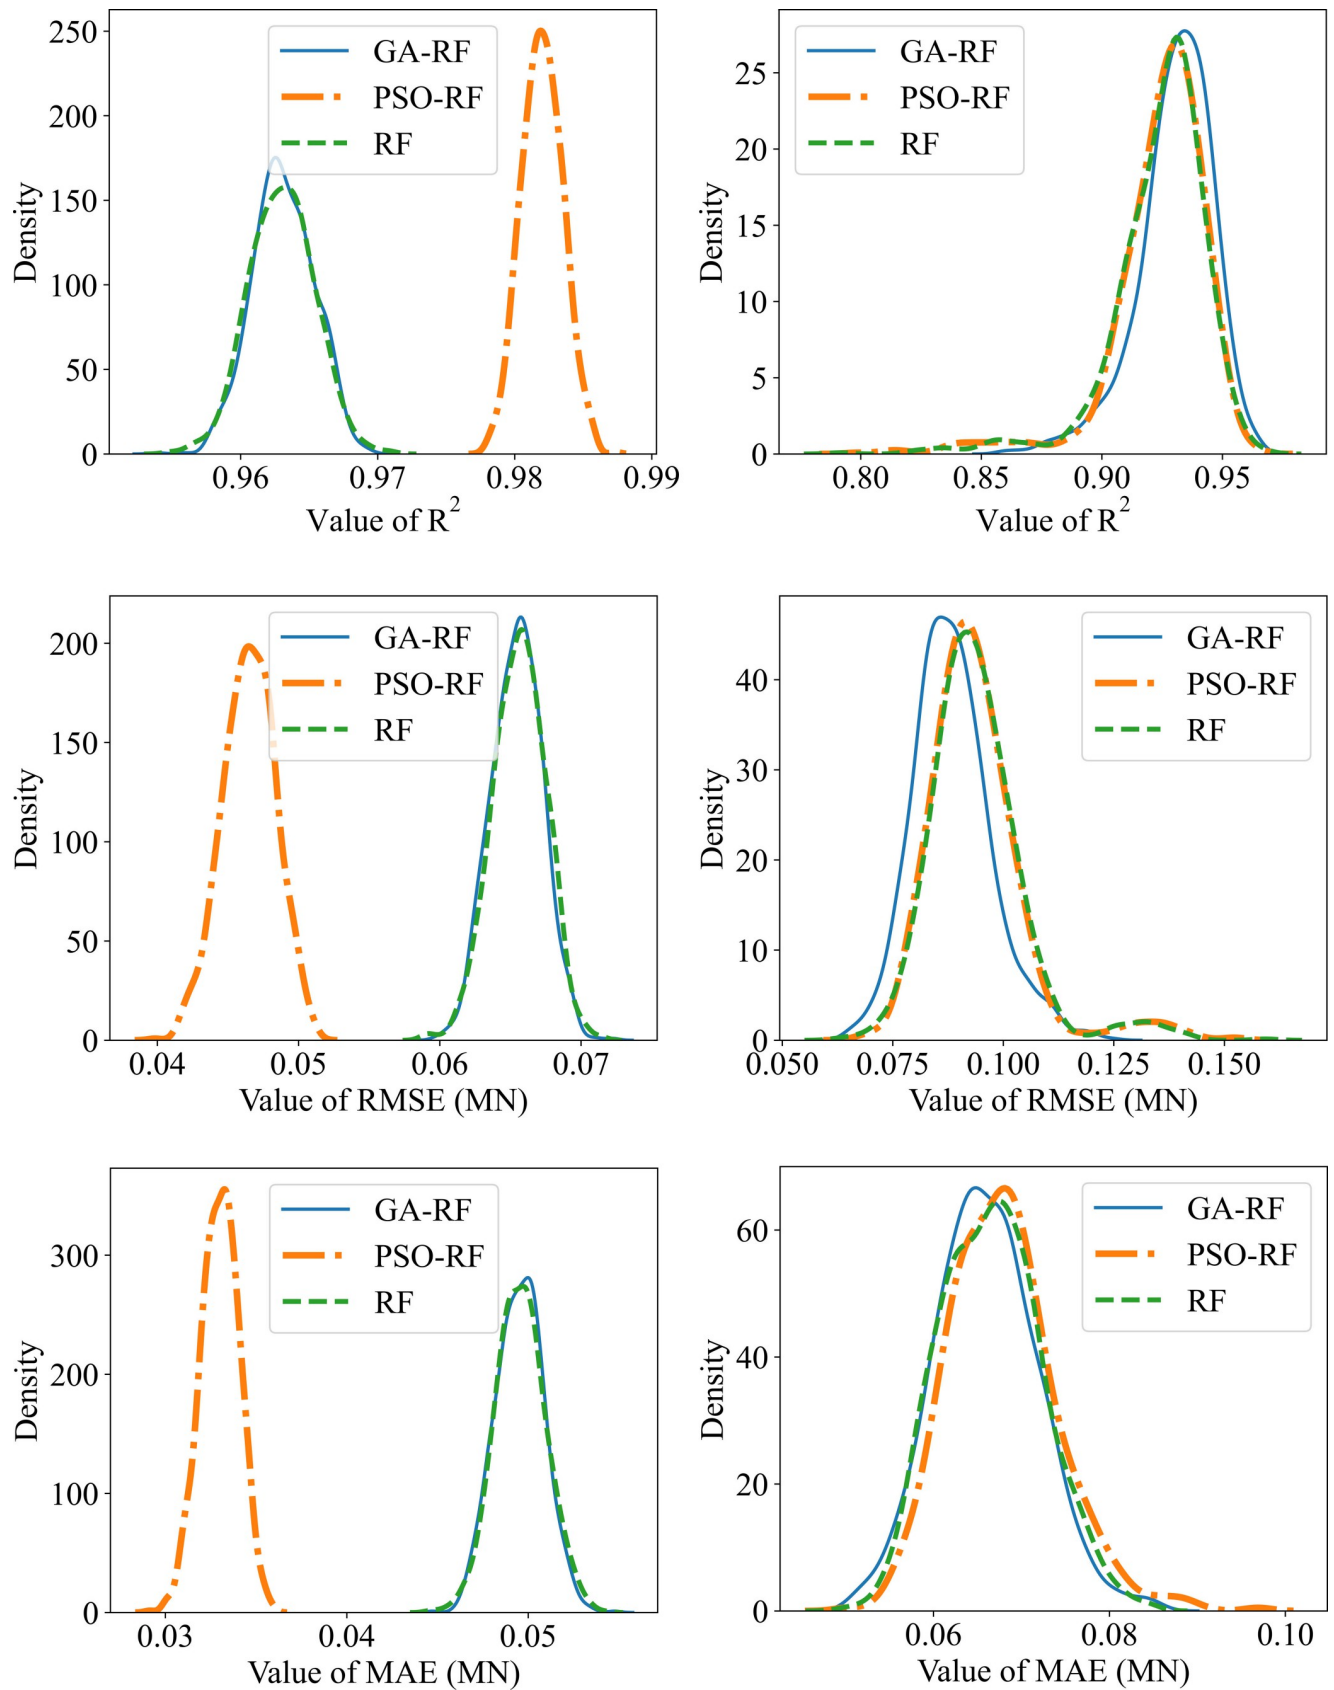 GA-RF
PSO-RF
RF
Density
250
200
150
100
50
0
0.96 0.97 0.98 0.99
Value of R²
GA-RF
PSO-RF
RF
Density
25
20
15
10
5
0
0.80 0.85 0.90 0.95
Value of R²
GA-RF
PSO-RF
RF
Density
200
150
100
50
0
0.04 0.05 0.06 0.07
Value of RMSE (MN)
GA-RF
PSO-RF
RF
Density
40
30
20
10
0
0.050 0.075 0.100 0.125 0.150
Value of RMSE (MN)
GA-RF
PSO-RF
RF
Density
300
200
100
0
0.03 0.04 0.05
Value of MAE (MN)
GA-RF
PSO-RF
RF
Density
60
40
20
0
0.06 0.08 0.10
Value of MAE (MN)